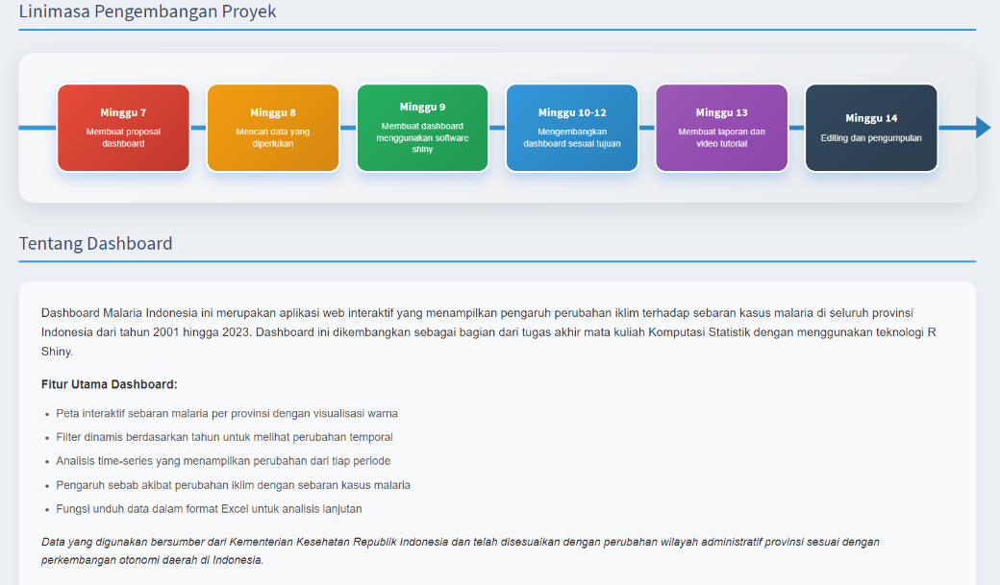 Linimasa Pengembangan Proyek
Minggu 7
Membuat proposal
dashboard
Minggu 8
Mencari data yang
diperlukan
Minggu 9
Membuat dashboard
menggunakan software
shiny
Minggu 10-12
Mengembangkan
dashboard sesuai tujuan
Minggu 13
Membuat laporan dan
video tutorial
Minggu 14
Editing dan pengumpulan
Tentang Dashboard
Dashboard Malaria Indonesia ini merupakan aplikasi web interaktif yang menampilkan pengaruh perubahan iklim terhadap sebaran kasus malaria di seluruh provinsi
Indonesia dari tahun 2001 hingga 2023. Dashboard ini dikembangkan sebagai bagian dari tugas akhir mata kuliah Komputasi Statistik dengan menggunakan teknologi R
Shiny.
Fitur Utama Dashboard:
• Peta interaktif sebaran malaria per provinsi dengan visualisasi warna
• Filter dinamis berdasarkan tahun untuk melihat perubahan temporal
• Analisis time-series yang menampilkan perubahan dari tiap periode
• Pengaruh sebab akibat perubahan iklim dengan sebaran kasus malaria
• Fungsi unduh data dalam format Excel untuk analisis lanjutan
Data yang digunakan bersumber dari Kementerian Kesehatan Republik Indonesia dan telah disesuaikan dengan perubahan wilayah administratif provinsi sesuai dengan
perkembangan otonomi daerah di Indonesia.